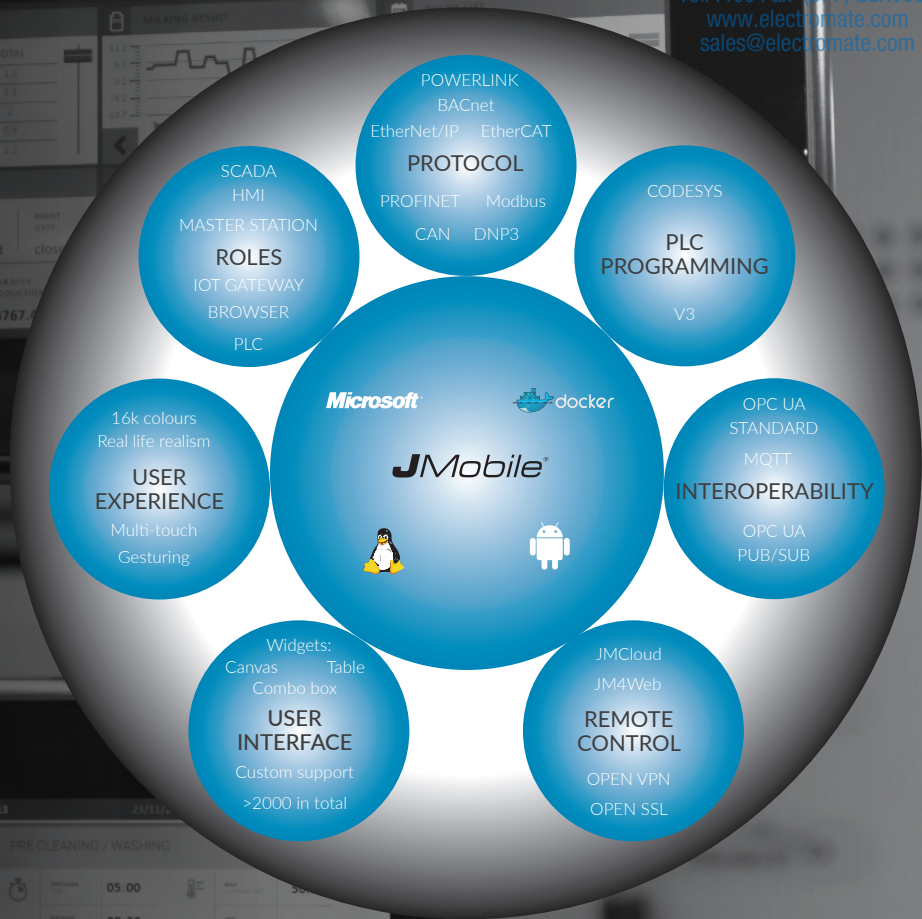 MILKING RESULT
www.electromate.com
sales@electromate.com
POWERLINK
BACnet
EtherNet/IP EtherCAT
PROTOCOL
PROFINET Modbus
CAN DNP3
SCADA
HMI
MASTER STATION
ROLES
IOT GATEWAY
BROWSER
PLC
CODESYS
PLC
PROGRAMMING
V3
Microsoft
docker
JMobile®
16k colours
Real life realism
USER
EXPERIENCE
Multi-touch
Gesturing
OPC UA
STANDARD
MQTT
INTEROPERABILITY
OPC UA
PUB/SUB
Widgets:
Canvas Table
Combo box
USER
INTERFACE
Custom support
>2000 in total
JMCloud
JM4Web
REMOTE
CONTROL
OPEN VPN
OPEN SSL
RIGHT
GATE
PRE CLEANING / WASHING
05:00